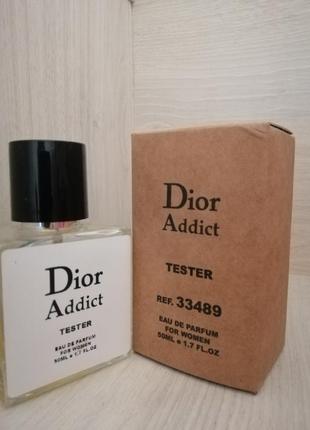 Dior
Addict
TESTER
EAU DE PARFUM
FOR WOMEN
50ML e 1.7 FL.OZ
Dior
Addict
TESTER
REF. 33489
EAU DE PARFUM
FOR WOMEN
50ML e 1.7 FL.OZ